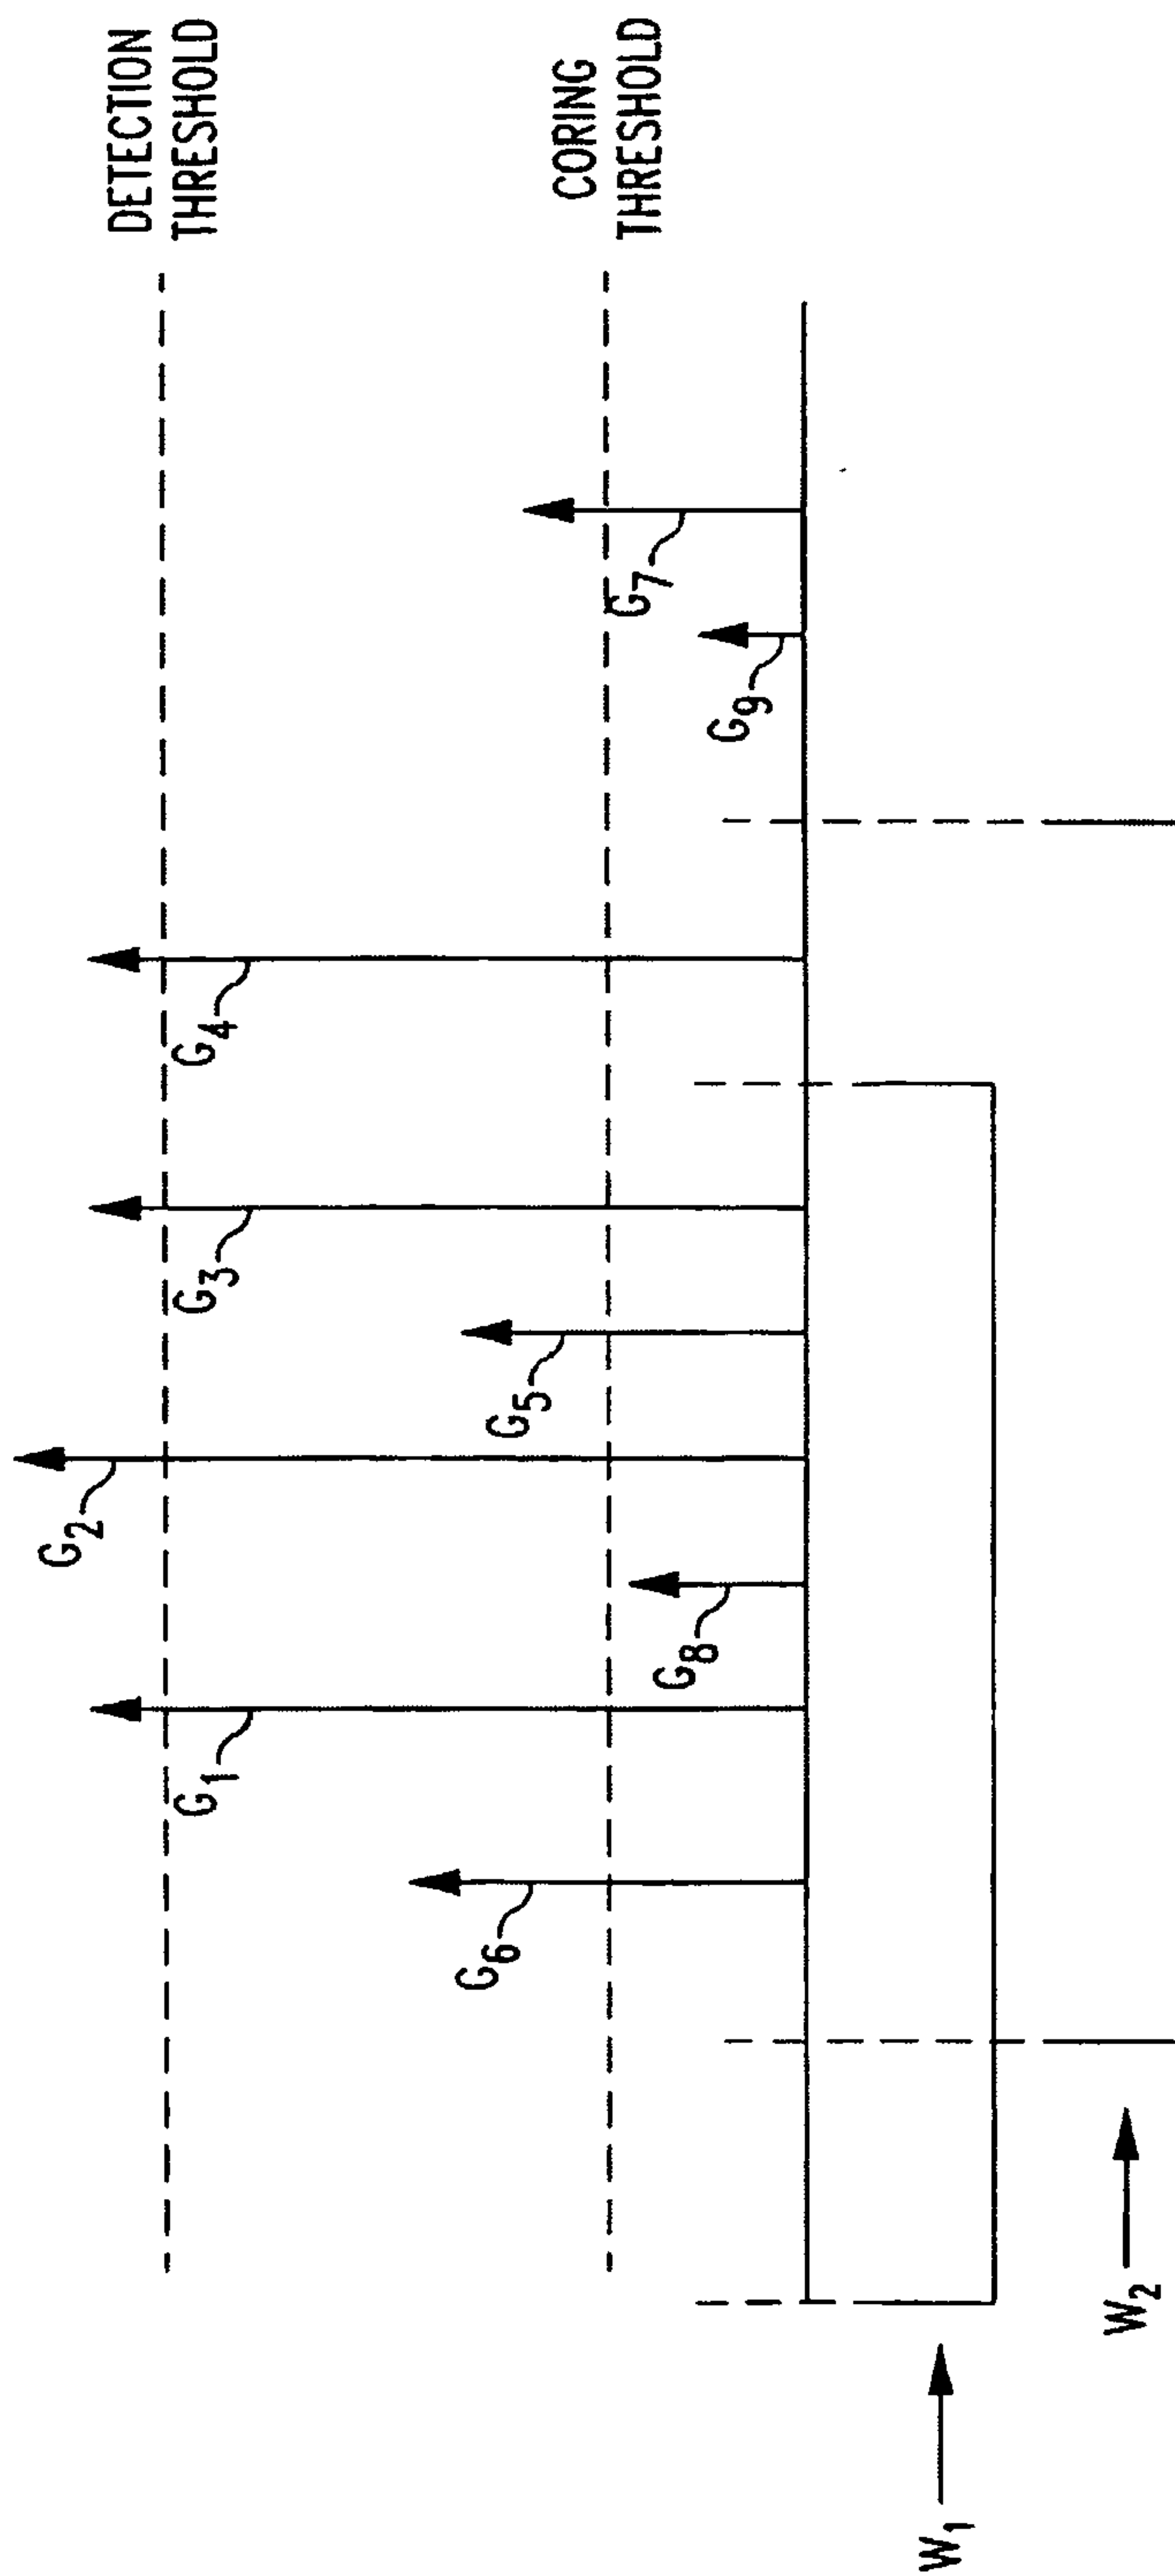 DETECTION
THRESHOLD
CORING
THRESHOLD
G2
G1
G3
G4
G6
G5
G8
G7
G9
W1
W2